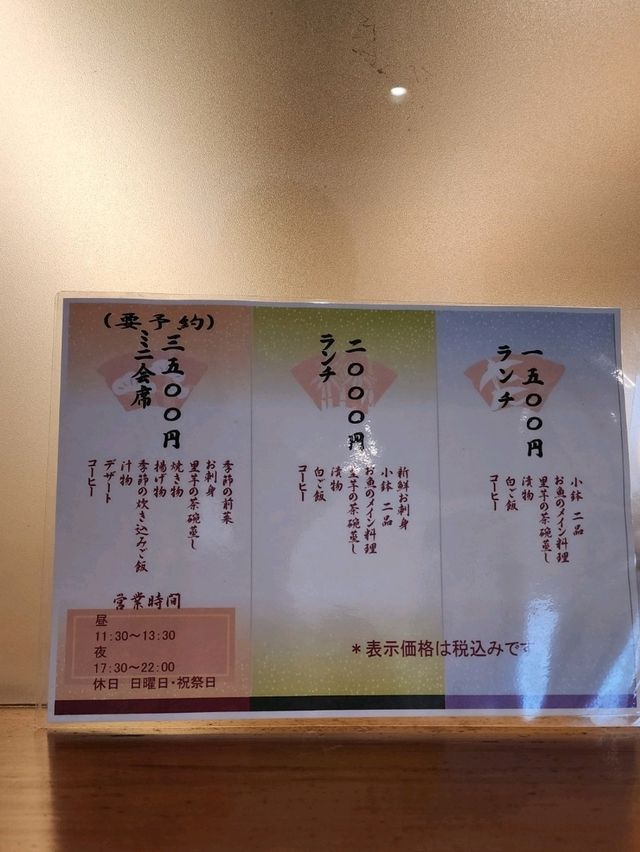 一五〇〇円
ランチ
小鉢 二品
お魚のメイン料理
里芋の茶碗蒸し
漬物
白ご飯
コーヒー
二〇〇〇円
ランチ
新鮮お刺身
小鉢 二品
お魚のメイン料理
里芋の茶碗蒸し
漬物
白ご飯
コーヒー
(要予約)
三五〇〇円
ミニ会席
季節の前菜
お刺身
里芋の茶碗蒸し
焼き物
揚げ物
季節の炊き込みご飯
汁物
デザート
コーヒー
営業時間
昼
11:30～13:30
夜
17:30～22:00
休日 日曜日・祝祭日
＊表示価格は税込みです